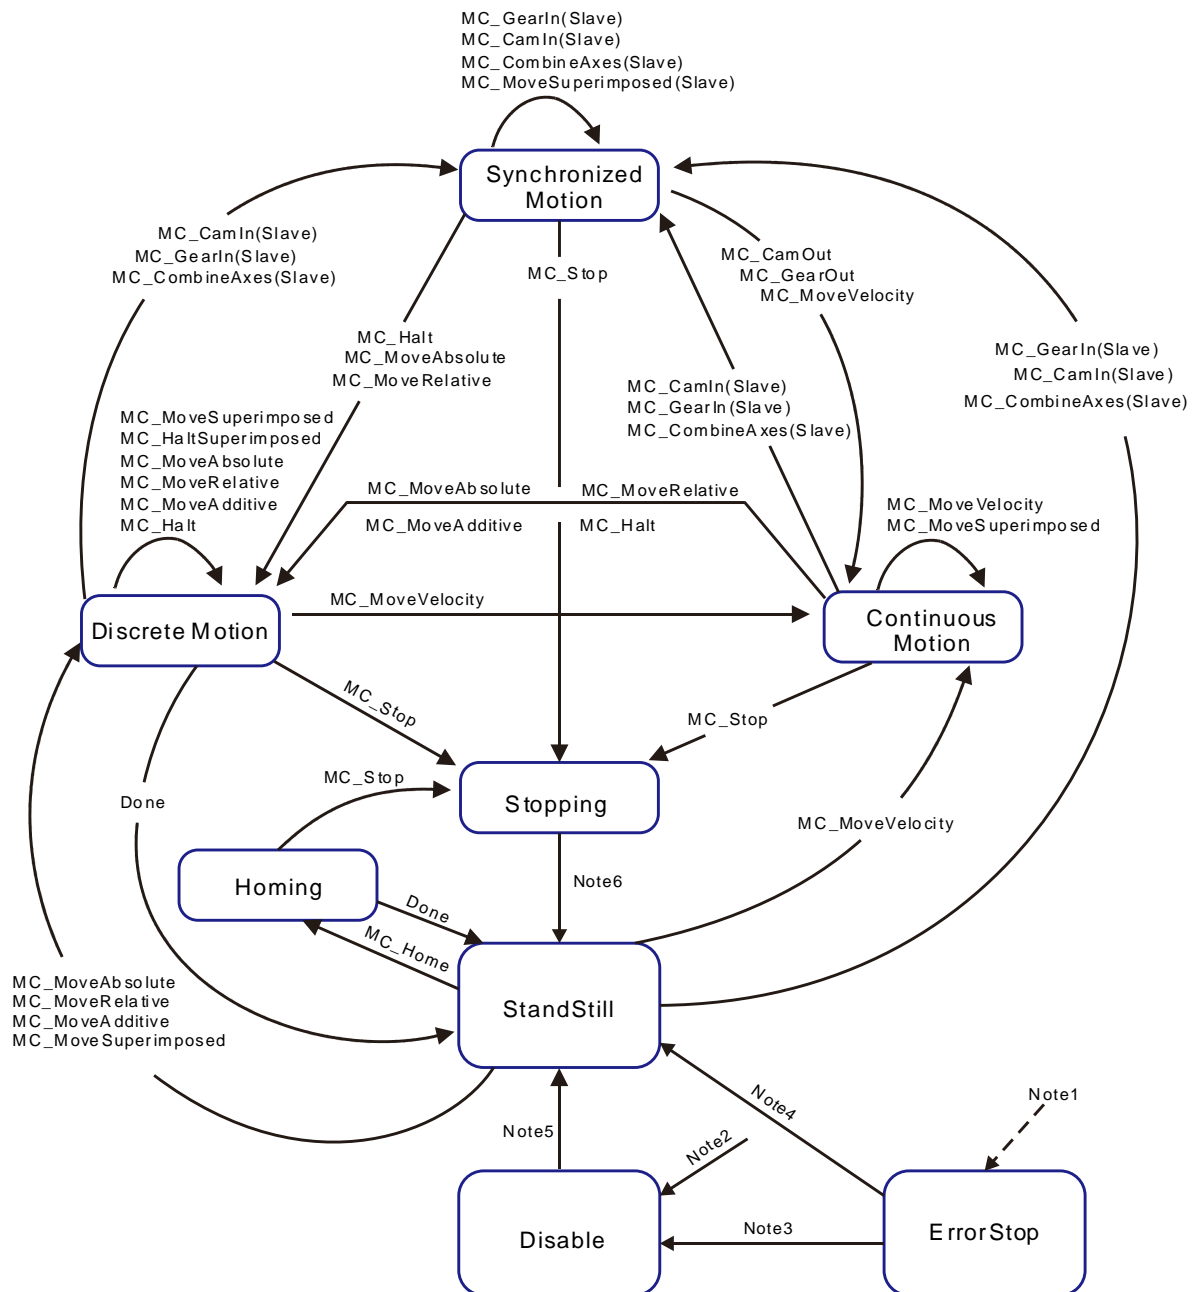 MC_GearIn(Slave)
MC_CamIn(Slave)
MC_CombineAxes(Slave)
MC_MoveSuperimposed(Slave)
Synchronized
Motion
MC_CamIn(Slave)
MC_GearIn(Slave)
MC_CombineAxes(Slave)
MC_Stop
MC_CamOut
MC_GearOut
MC_MoveVelocity
MC_Halt
MC_MoveAbsolute
MC_MoveRelative
MC_GearIn(Slave)
MC_CamIn(Slave)
MC_CombineAxes(Slave)
MC_CamIn(Slave)
MC_GearIn(Slave)
MC_CombineAxes(Slave)
MC_MoveSuperimposed
MC_HaltSuperimposed
MC_MoveAbsolute
MC_MoveRelative
MC_MoveAdditive
MC_Halt
MC_MoveAbsolute
MC_MoveRelative
MC_MoveAdditive
MC_Halt
MC_MoveVelocity
MC_MoveSuperimposed
MC_MoveVelocity
Discrete Motion
Continuous
Motion
MC_Stop
MC_Stop
MC_Stop
Stopping
Done
MC_MoveVelocity
Homing
Note6
Done
MC_Home
StandStill
MC_MoveAbsolute
MC_MoveRelative
MC_MoveAdditive
MC_MoveSuperimposed
Note4
Note1
Note5
Note2
Note3
Disable
ErrorStop